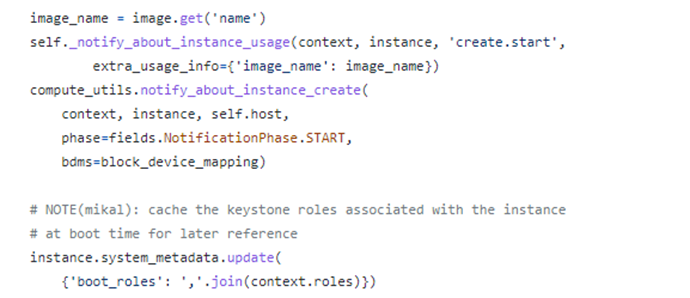 image_name = image.get('name')
self._notify_about_instance_usage(context, instance, 'create.start',
        extra_usage_info={'image_name': image_name})
compute_utils.notify_about_instance_create(
    context, instance, self.host,
    phase=fields.NotificationPhase.START,
    bdms=block_device_mapping)

# NOTE(mikal): cache the keystone roles associated with the instance
# at boot time for later reference
instance.system_metadata.update(
    {'boot_roles': ','.join(context.roles)})